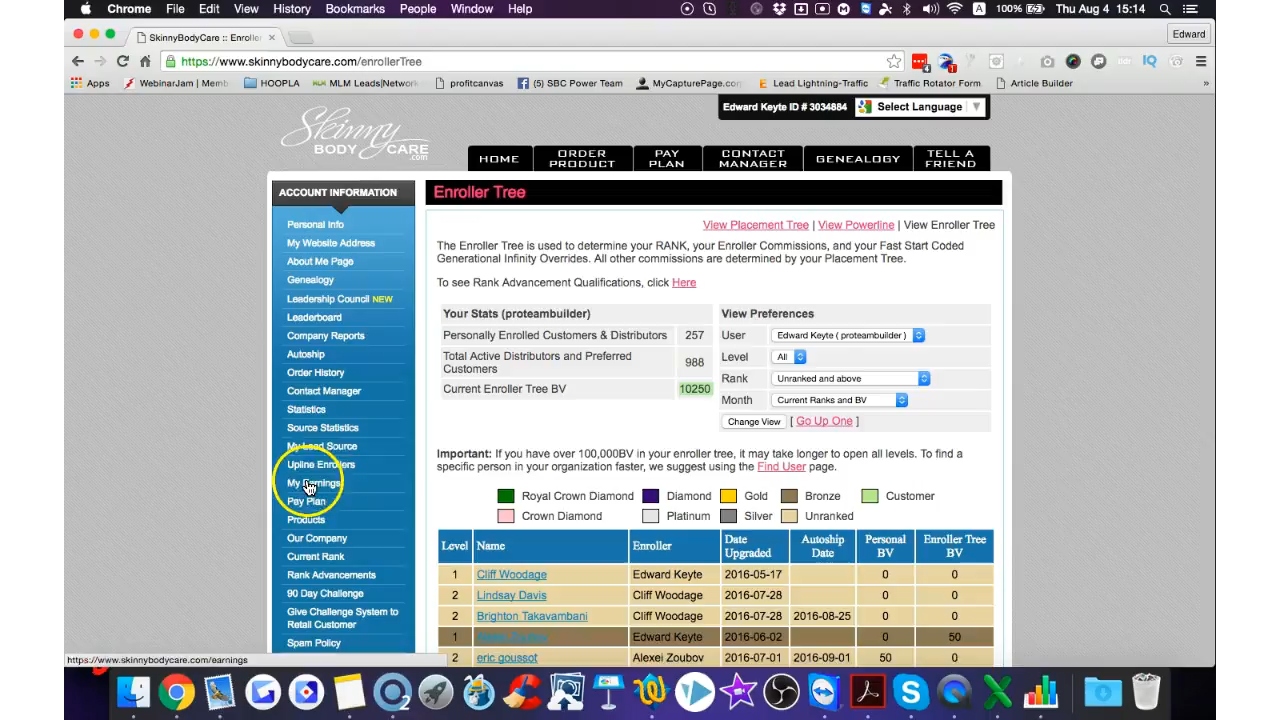 Chrome File Edit View History Bookmarks People Window Help 100% Thu Aug 4 15:14
SkinnyBodyCare :: Enroller
Edward
https://www.skinnybodycare.com/enrollerTree
Apps WebinarJam | Memb HOOPLA MLM Leads|Network profitcanvas (5) SBC Power Team MyCapturePage.com Lead Lightning-Traffic Traffic Rotator Form Article Builder »
Edward Keyte ID # 3034884 Select Language
Skinny
BODY CARE
.com
HOME ORDER PRODUCT PAY PLAN CONTACT MANAGER GENEALOGY TELL A FRIEND
ACCOUNT INFORMATION
Personal Info
My Website Address
About Me Page
Genealogy
Leadership Council NEW
Leaderboard
Company Reports
Autoship
Order History
Contact Manager
Statistics
Source Statistics
My Lead Source
Upline Enrollers
My Earnings
Pay Plan
Products
Our Company
Current Rank
Rank Advancements
90 Day Challenge
Give Challenge System to
Retail Customer
Spam Policy
Enroller Tree
View Placement Tree | View Powerline | View Enroller Tree
The Enroller Tree is used to determine your RANK, your Enroller Commissions, and your Fast Start Coded
Generational Infinity Overrides. All other commissions are determined by your Placement Tree.
To see Rank Advancement Qualifications, click Here
Your Stats (proteambuilder)
Personally Enrolled Customers & Distributors 257
Total Active Distributors and Preferred
Customers 988
Current Enroller Tree BV 10250
View Preferences
User Edward Keyte ( proteambuilder )
Level All
Rank Unranked and above
Month Current Ranks and BV
Change View [ Go Up One ]
Important: If you have over 100,000BV in your enroller tree, it may take longer to open all levels. To find a
specific person in your organization faster, we suggest using the Find User page.
Royal Crown Diamond Diamond Gold Bronze Customer
Crown Diamond Platinum Silver Unranked
Level Name Enroller Date Upgraded Autoship Date Personal BV Enroller Tree BV
1 Cliff Woodage Edward Keyte 2016-05-17 0 0
2 Lindsay Davis Cliff Woodage 2016-07-28 0 0
2 Brighton Takavambani Cliff Woodage 2016-07-28 2016-08-25 0 0
1 Alexei Zoubov Edward Keyte 2016-06-02 0 50
2 eric goussot Alexei Zoubov 2016-07-01 2016-09-01 50 0
https://www.skinnybodycare.com/earnings